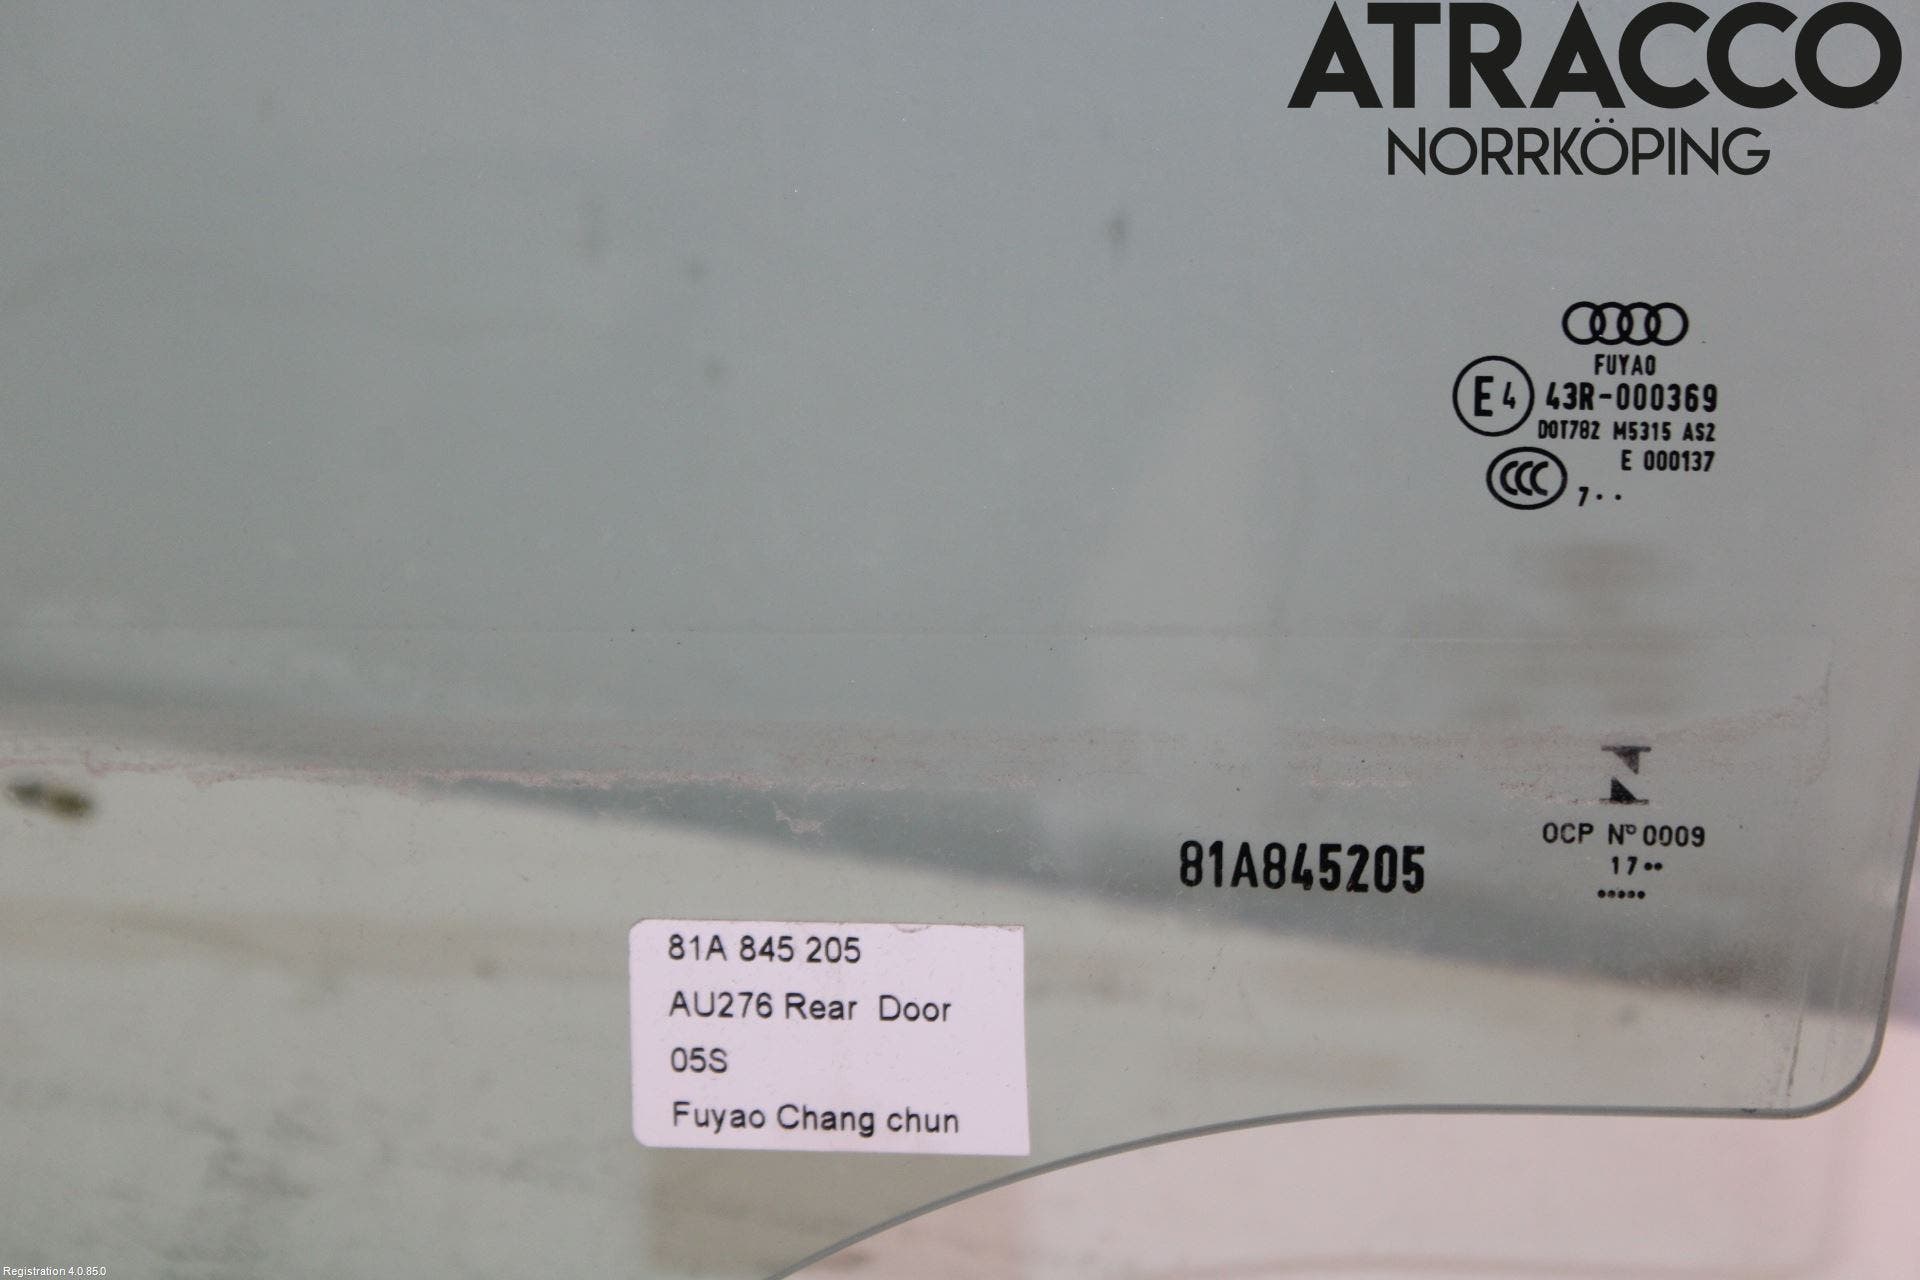 ATRACCO
NORRKÖPING
FUYAO
E4 43R-000369
DOT782 M5315 AS2
E 000137
CCC 7··
OCP Nº 0009
17··
·····
81A845205
81A 845 205
AU276 Rear Door
05S
Fuyao Chang chun
Registration 4.0.85.0